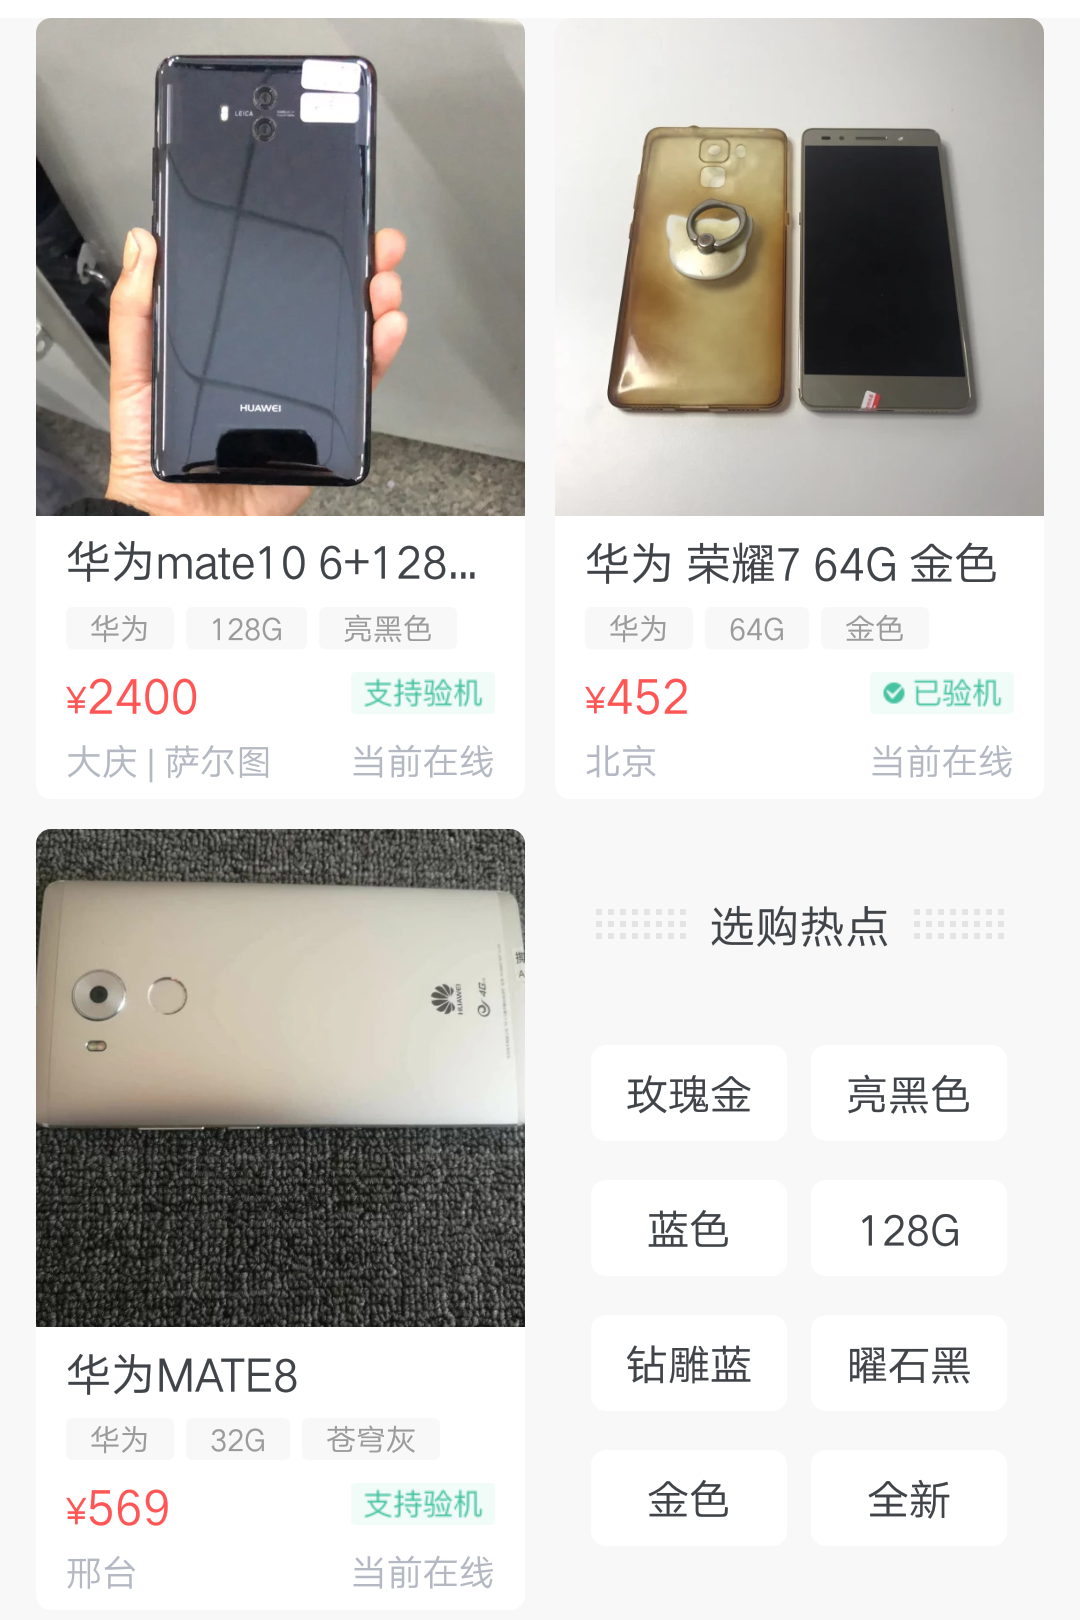 LEICA
HUAWEI
华为mate10 6+128...
华为 128G 亮黑色
¥2400 支持验机
大庆 | 萨尔图 当前在线
华为 荣耀7 64G 金色
华为 64G 金色
¥452 已验机
北京 当前在线
HUAWEI
4G
华为MATE8
华为 32G 苍穹灰
¥569 支持验机
邢台 当前在线
选购热点
玫瑰金 亮黑色
蓝色 128G
钻雕蓝 曜石黑
金色 全新